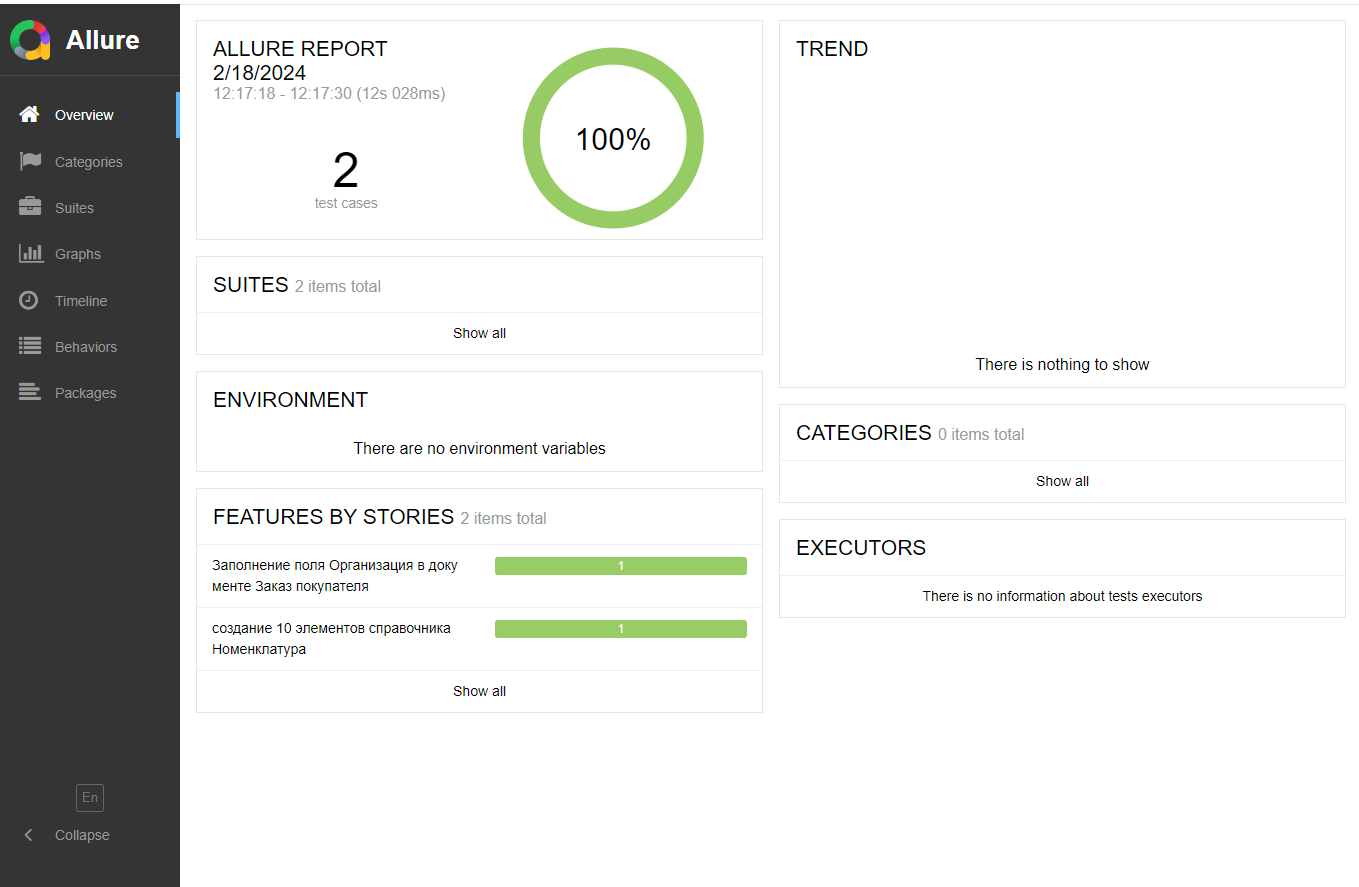 Allure
Overview
Categories
Suites
Graphs
Timeline
Behaviors
Packages
En
Collapse
ALLURE REPORT
2/18/2024
12:17:18 - 12:17:30 (12s 028ms)
2
test cases
100%
SUITES 2 items total
Show all
ENVIRONMENT
There are no environment variables
FEATURES BY STORIES 2 items total
Заполнение поля Организация в доку
менте Заказ покупателя
1
создание 10 элементов справочника
Номенклатура
1
Show all
TREND
There is nothing to show
CATEGORIES 0 items total
Show all
EXECUTORS
There is no information about tests executors